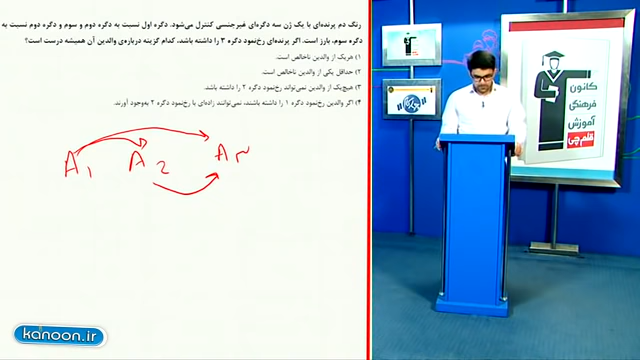 رنگ دم پرنده‌ای با یک ژن سه دگره‌ای غیرجنسی کنترل می‌شود. دگره اول نسبت به دگره دوم و سوم و دگره دوم نسبت به
دگره سوم، بارز است. اگر پرنده‌ای رخ‌نمود دگره ۳ را داشته باشد، کدام گزینه درباره‌ی والدین آن همیشه درست است؟
۱) هریک از والدین ناخالص است.
۲) حداقل یکی از والدین ناخالص است.
۳) هیچ‌یک از والدین نمی‌تواند رخ‌نمود دگره ۲ را داشته باشد.
۴) اگر والدین رخ‌نمود دگره ۱ را داشته باشند، نمی‌توانند زاده‌ای با رخ‌نمود دگره ۲ به‌وجود آورند.
A1 A2 A۳
کانون
فرهنگی
آموزش
قلم‌چی
kanoon.ir